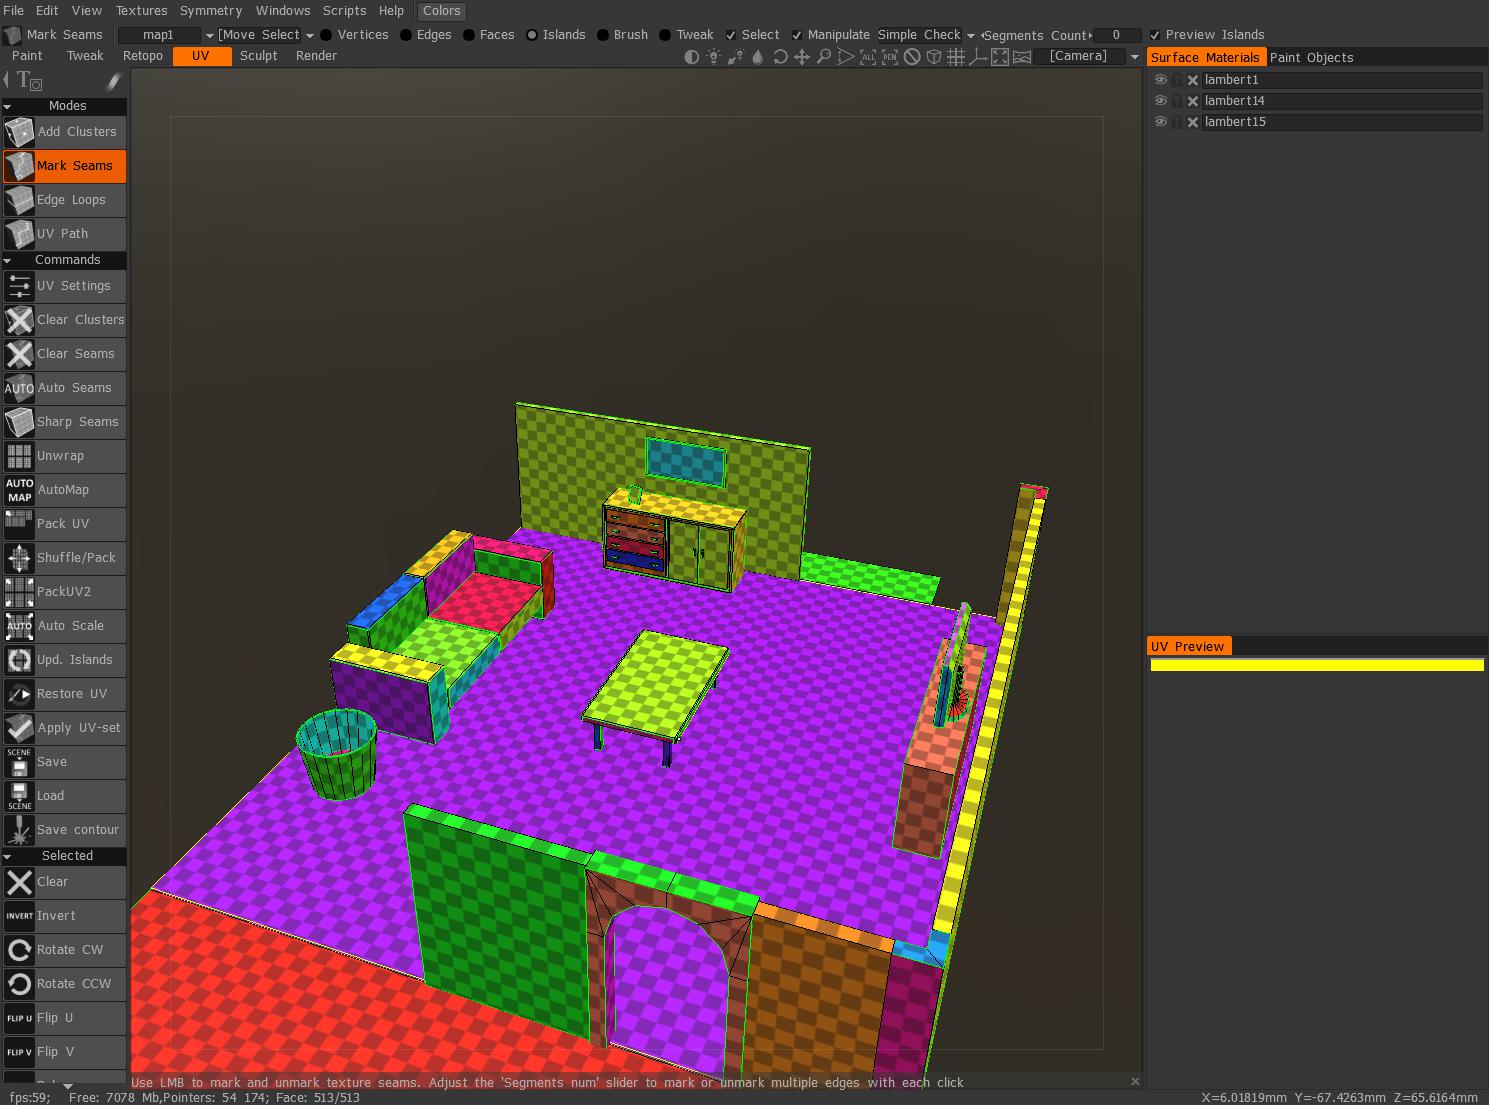 File Edit View Textures Symmetry Windows Scripts Help Colors
Mark Seams map1 [Move Select] Vertices Edges Faces Islands Brush Tweak Select Manipulate Simple Check Segments Count 0 Preview Islands
Paint Tweak Retopo UV Sculpt Render ALL PEN [Camera]
Surface Materials Paint Objects
lambert1
lambert14
lambert15
Modes
Add Clusters
Mark Seams
Edge Loops
UV Path
Commands
UV Settings
Clear Clusters
Clear Seams
AUTO Auto Seams
Sharp Seams
Unwrap
AUTO MAP AutoMap
Pack UV
Shuffle/Pack
PackUV2
AUTO Auto Scale
Upd. Islands
Restore UV
Apply UV-set
SCENE Save
SCENE Load
Save contour
Selected
Clear
INVERT Invert
Rotate CW
Rotate CCW
FLIP U Flip U
FLIP V Flip V
UV Preview
Use LMB to mark and unmark texture seams. Adjust the 'Segments num' slider to mark or unmark multiple edges with each click
fps:59; Free: 7078 Mb,Pointers: 54 174; Face: 513/513
X=6.01819mm Y=-67.4263mm Z=65.6164mm